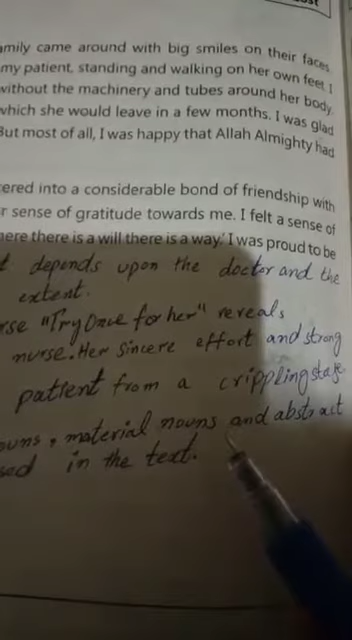 amily came around with big smiles on their faces
my patient, standing and walking on her own feet I
without the machinery and tubes around her body
which she would leave in a few months. I was glad
But most of all, I was happy that Allah Almighty had
ered into a considerable bond of friendship with
r sense of gratitude towards me. I felt a sense of
here there is a will there is a way.' I was proud to be
t depends upon the doctor and the
extent.
rse "Try Once for her" reveals
nurse. Her sincere effort and strong
patient from a crippling stage
ouns, material nouns and abstract
sed in the text.